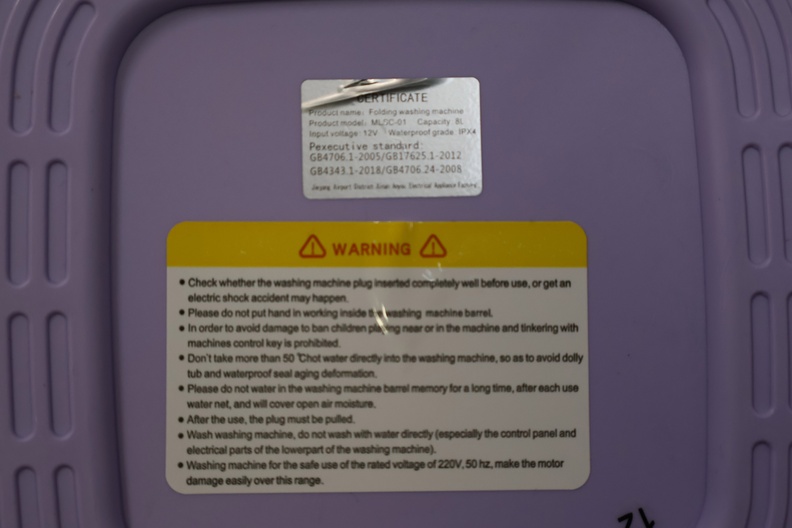 CERTIFICATE
Product name: Folding washing machine
Product model: MLGC-01 Capacity 8L
Input voltage: 12V Waterproof grade IPX4
Pexecutive standard:
GB4706.1-2005/GB17625.1-2012
GB4343.1-2018/GB4706.24-2008
Airport District Electrical Appliance Factory
WARNING
• Check whether the washing machine plug inserted completely well before use, or get an
electric shock accident may happen.
• Please do not put hand in working inside the washing machine barrel.
• In order to avoid damage to ban children playing near or in the machine and tinkering with
machines control key is prohibited.
• Don't take more than 50 ℃hot water directly into the washing machine, so as to avoid dolly
tub and waterproof seal aging deformation.
• Please do not water in the washing machine barrel memory for a long time, after each use
water net, and will cover open air moisture.
• After the use, the plug must be pulled.
• Wash washing machine, do not wash with water directly (especially the control panel and
electrical parts of the lowerpart of the washing machine).
• Washing machine for the safe use of the rated voltage of 220V, 50 hz, make the motor
damage easily over this range.